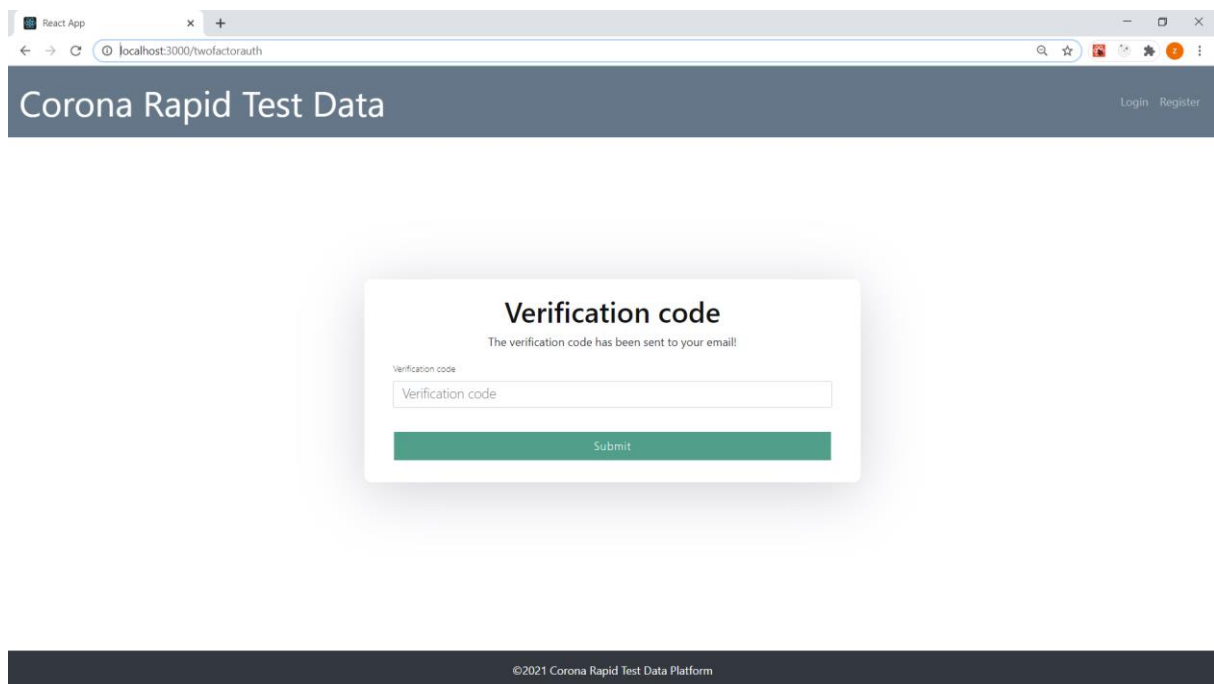 React App
localhost:3000/twofactorauth
Corona Rapid Test Data
Login Register
Verification code
The verification code has been sent to your email!
Verification code
Verification code
Submit
©2021 Corona Rapid Test Data Platform